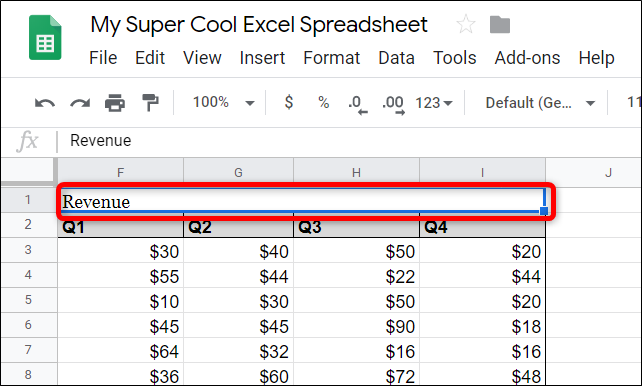 My Super Cool Excel Spreadsheet
File Edit View Insert Format Data Tools Add-ons Help
100% $ % .0 .00 123 Default (Ge... 11
fx Revenue
F G H I J
1 Revenue
2 Q1 Q2 Q3 Q4
3 $30 $40 $50 $20
4 $55 $44 $22 $44
5 $10 $30 $50 $20
6 $45 $45 $90 $18
7 $64 $32 $16 $16
8 $36 $60 $72 $48